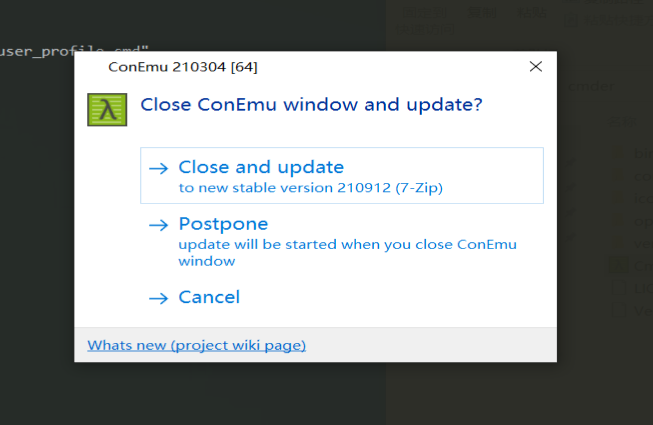 user_profile.cmd"
ConEmu 210304 [64]
Close ConEmu window and update?
Close and update
to new stable version 210912 (7-Zip)
Postpone
update will be started when you close ConEmu
window
Cancel
Whats new (project wiki page)